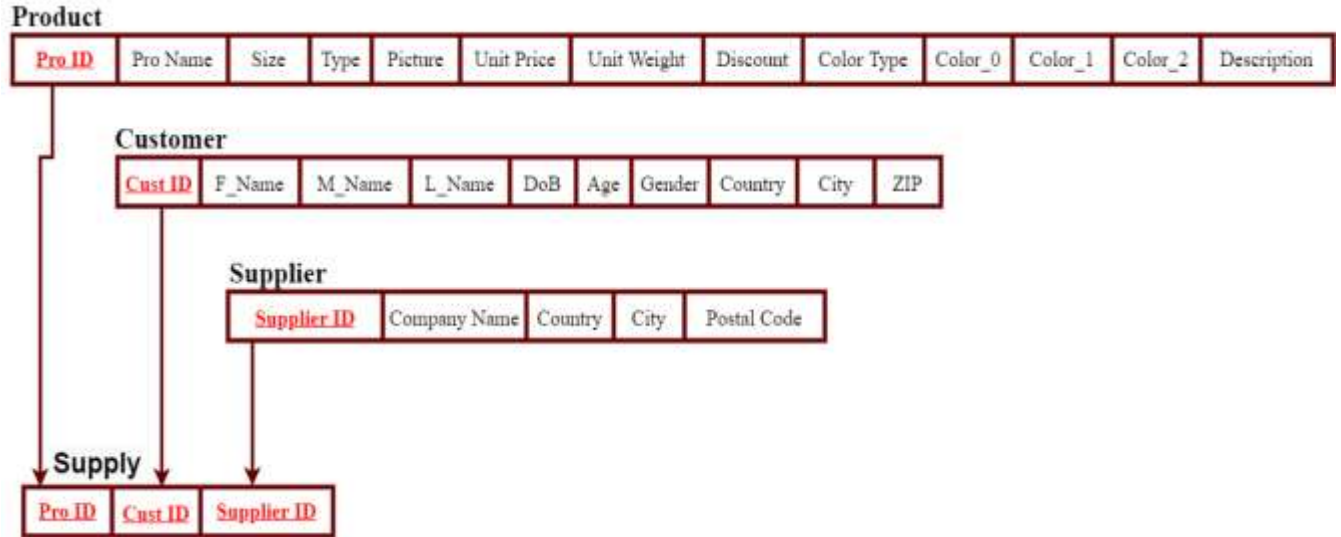 Product
Pro ID Pro Name Size Type Picture Unit Price Unit Weight Discount Color Type Color_0 Color_1 Color_2 Description
Customer
Cust ID F_Name M_Name L_Name DoB Age Gender Country City ZIP
Supplier
Supplier ID Company Name Country City Postal Code
Supply
Pro ID Cust ID Supplier ID